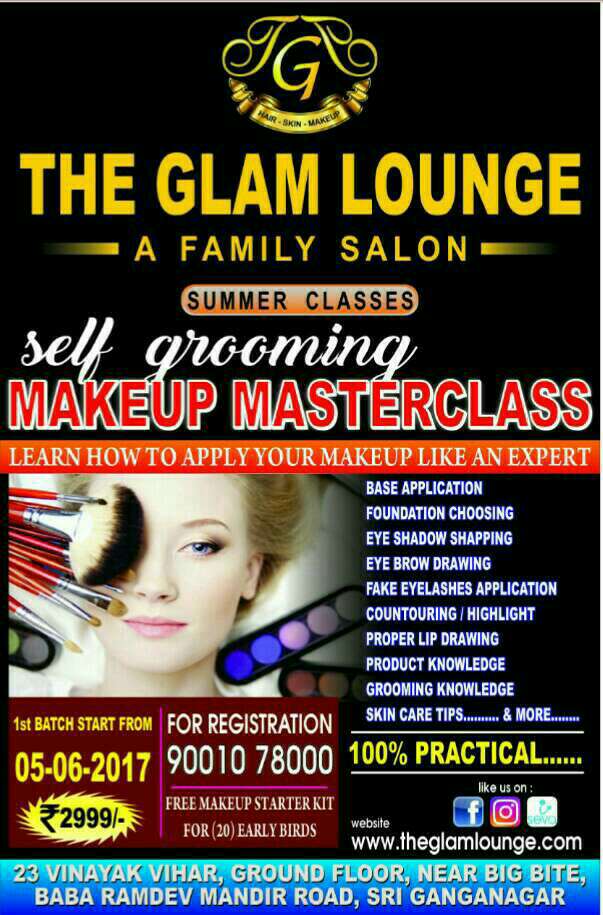 G
HAIR - SKIN - MAKEUP
THE GLAM LOUNGE
A FAMILY SALON
SUMMER CLASSES
self grooming
MAKEUP MASTERCLASS
LEARN HOW TO APPLY YOUR MAKEUP LIKE AN EXPERT
BASE APPLICATION
FOUNDATION CHOOSING
EYE SHADOW SHAPPING
EYE BROW DRAWING
FAKE EYELASHES APPLICATION
COUNTOURING / HIGHLIGHT
PROPER LIP DRAWING
PRODUCT KNOWLEDGE
GROOMING KNOWLEDGE
SKIN CARE TIPS.......... & MORE........
1st BATCH START FROM
05-06-2017
₹2999/-
FOR REGISTRATION
90010 78000
FREE MAKEUP STARTER KIT
FOR (20) EARLY BIRDS
100% PRACTICAL......
like us on :
f
seva
website
www.theglamlounge.com
23 VINAYAK VIHAR, GROUND FLOOR, NEAR BIG BITE,
BABA RAMDEV MANDIR ROAD, SRI GANGANAGAR